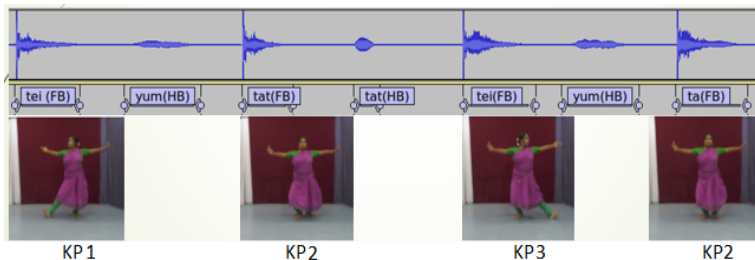 tei (FB) yum(HB) tat(FB) tat(HB) tei(FB) yum(HB) ta(FB)
KP1 KP2 KP3 KP2